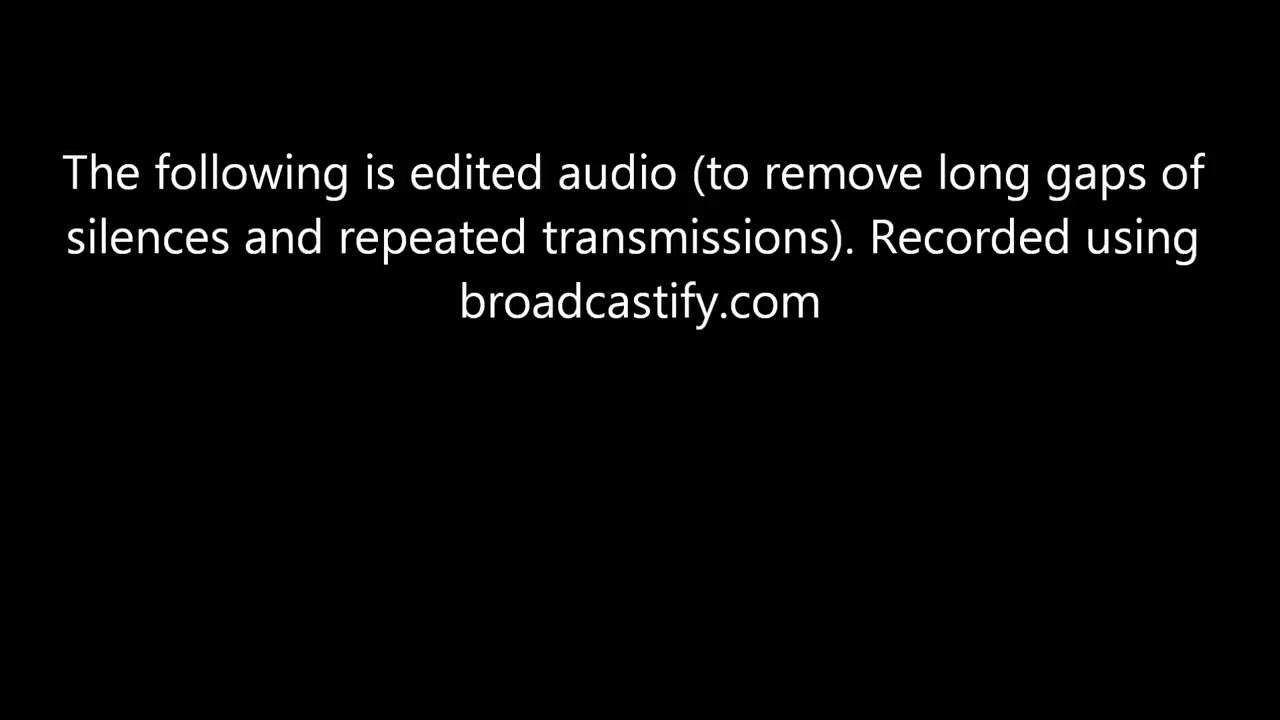 The following is edited audio (to remove long gaps of
silences and repeated transmissions). Recorded using
broadcastify.com